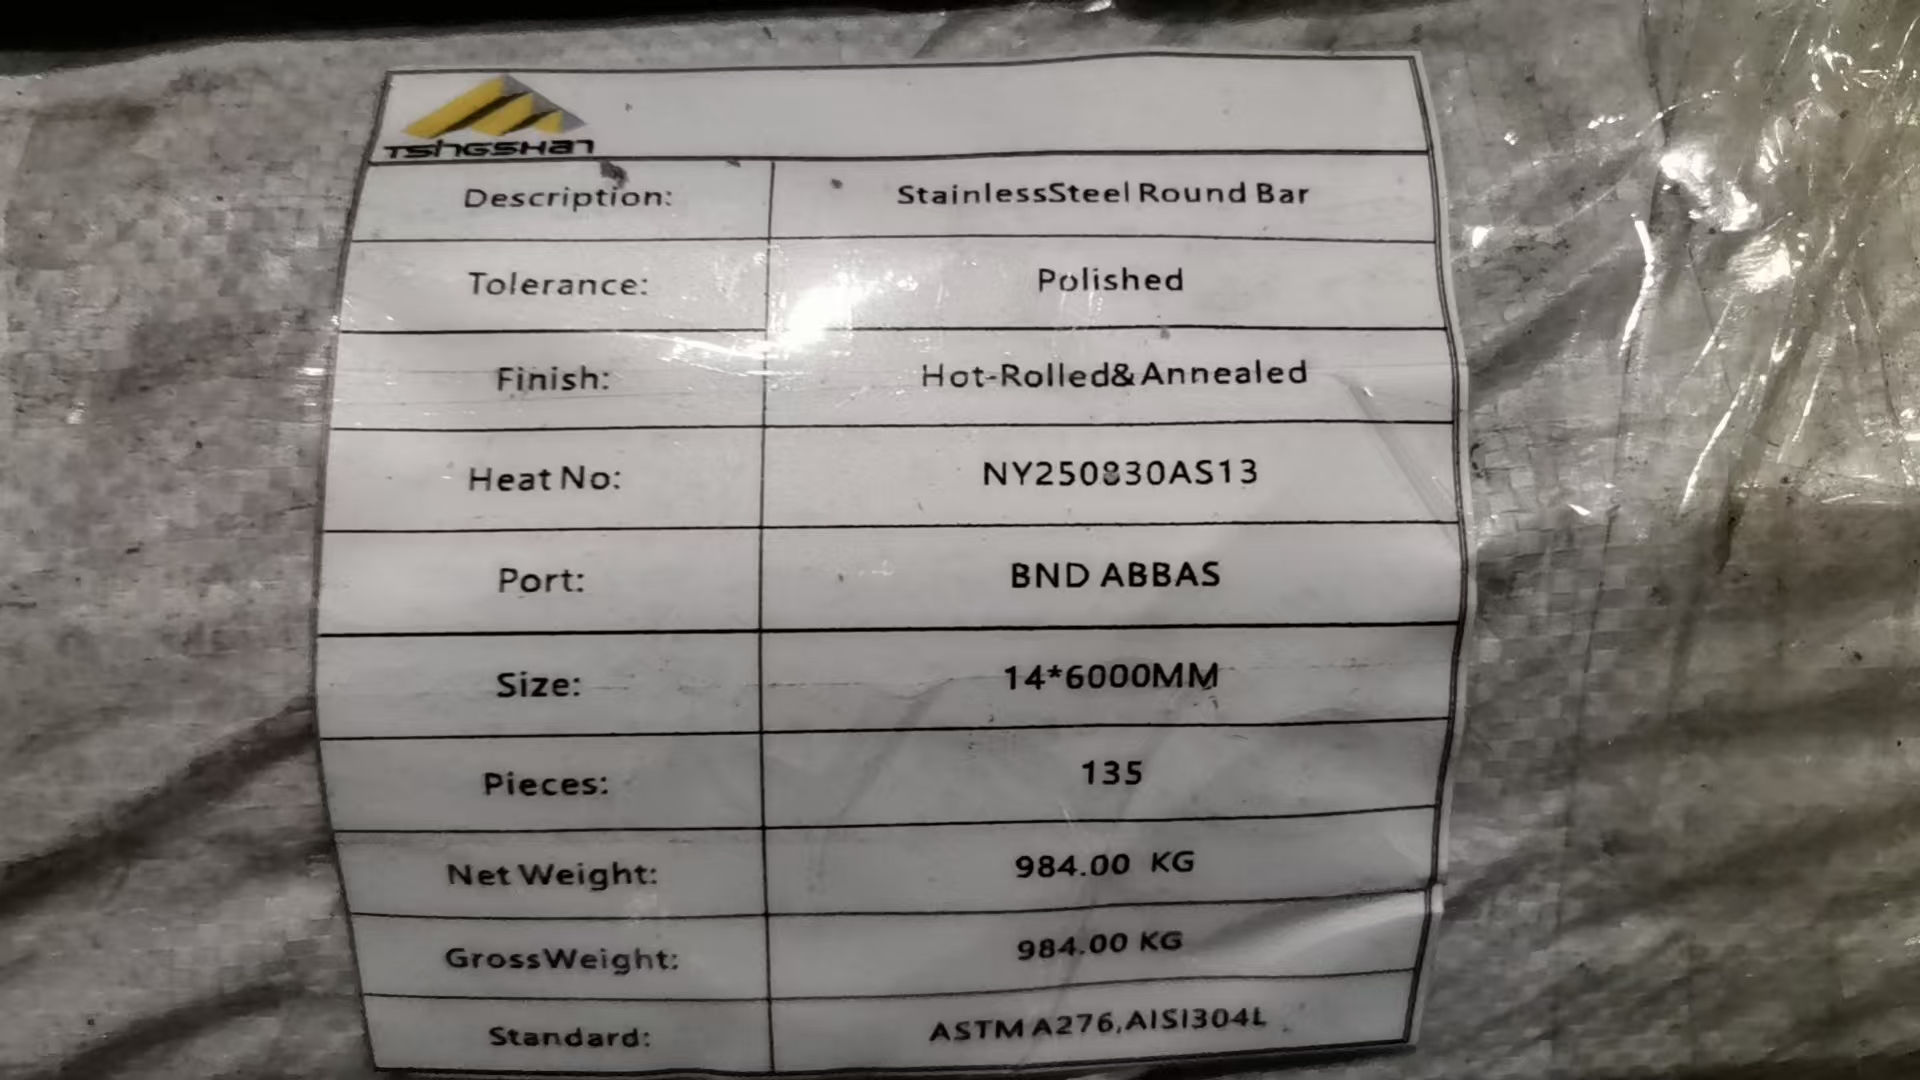 TSINGSHAN
Description: StainlessSteel Round Bar
Tolerance: Polished
Finish: Hot-Rolled&Annealed
Heat No: NY250830AS13
Port: BND ABBAS
Size: 14*6000MM
Pieces: 135
Net Weight: 984.00 KG
GrossWeight: 984.00 KG
Standard: ASTM A276,AISI304L